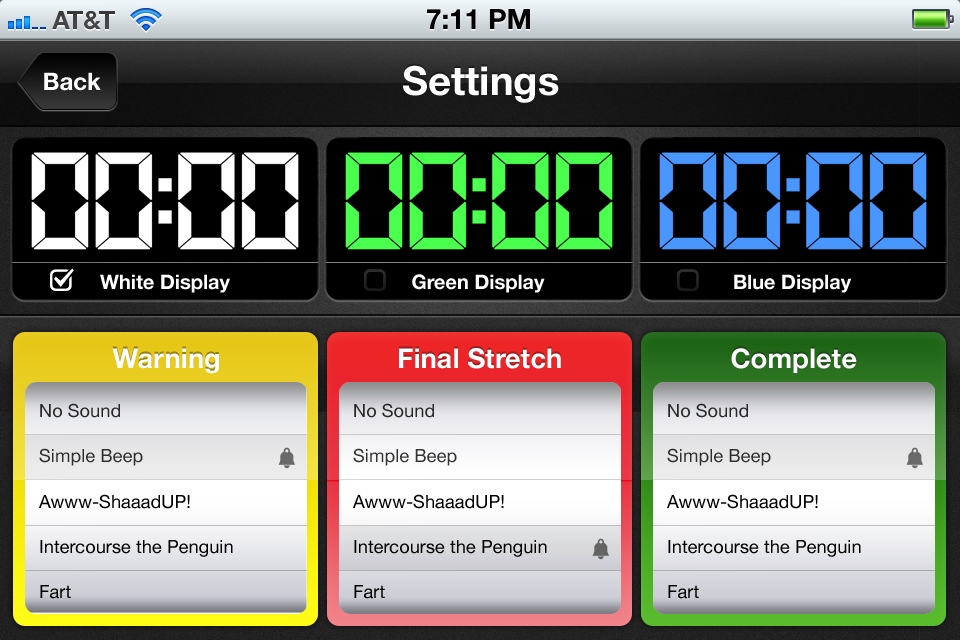 AT&T 7:11 PM
Back Settings
00:00 00:00 00:00
White Display Green Display Blue Display
Warning
No Sound
Simple Beep
Awww-ShaaadUP!
Intercourse the Penguin
Fart
Final Stretch
No Sound
Simple Beep
Awww-ShaaadUP!
Intercourse the Penguin
Fart
Complete
No Sound
Simple Beep
Awww-ShaaadUP!
Intercourse the Penguin
Fart